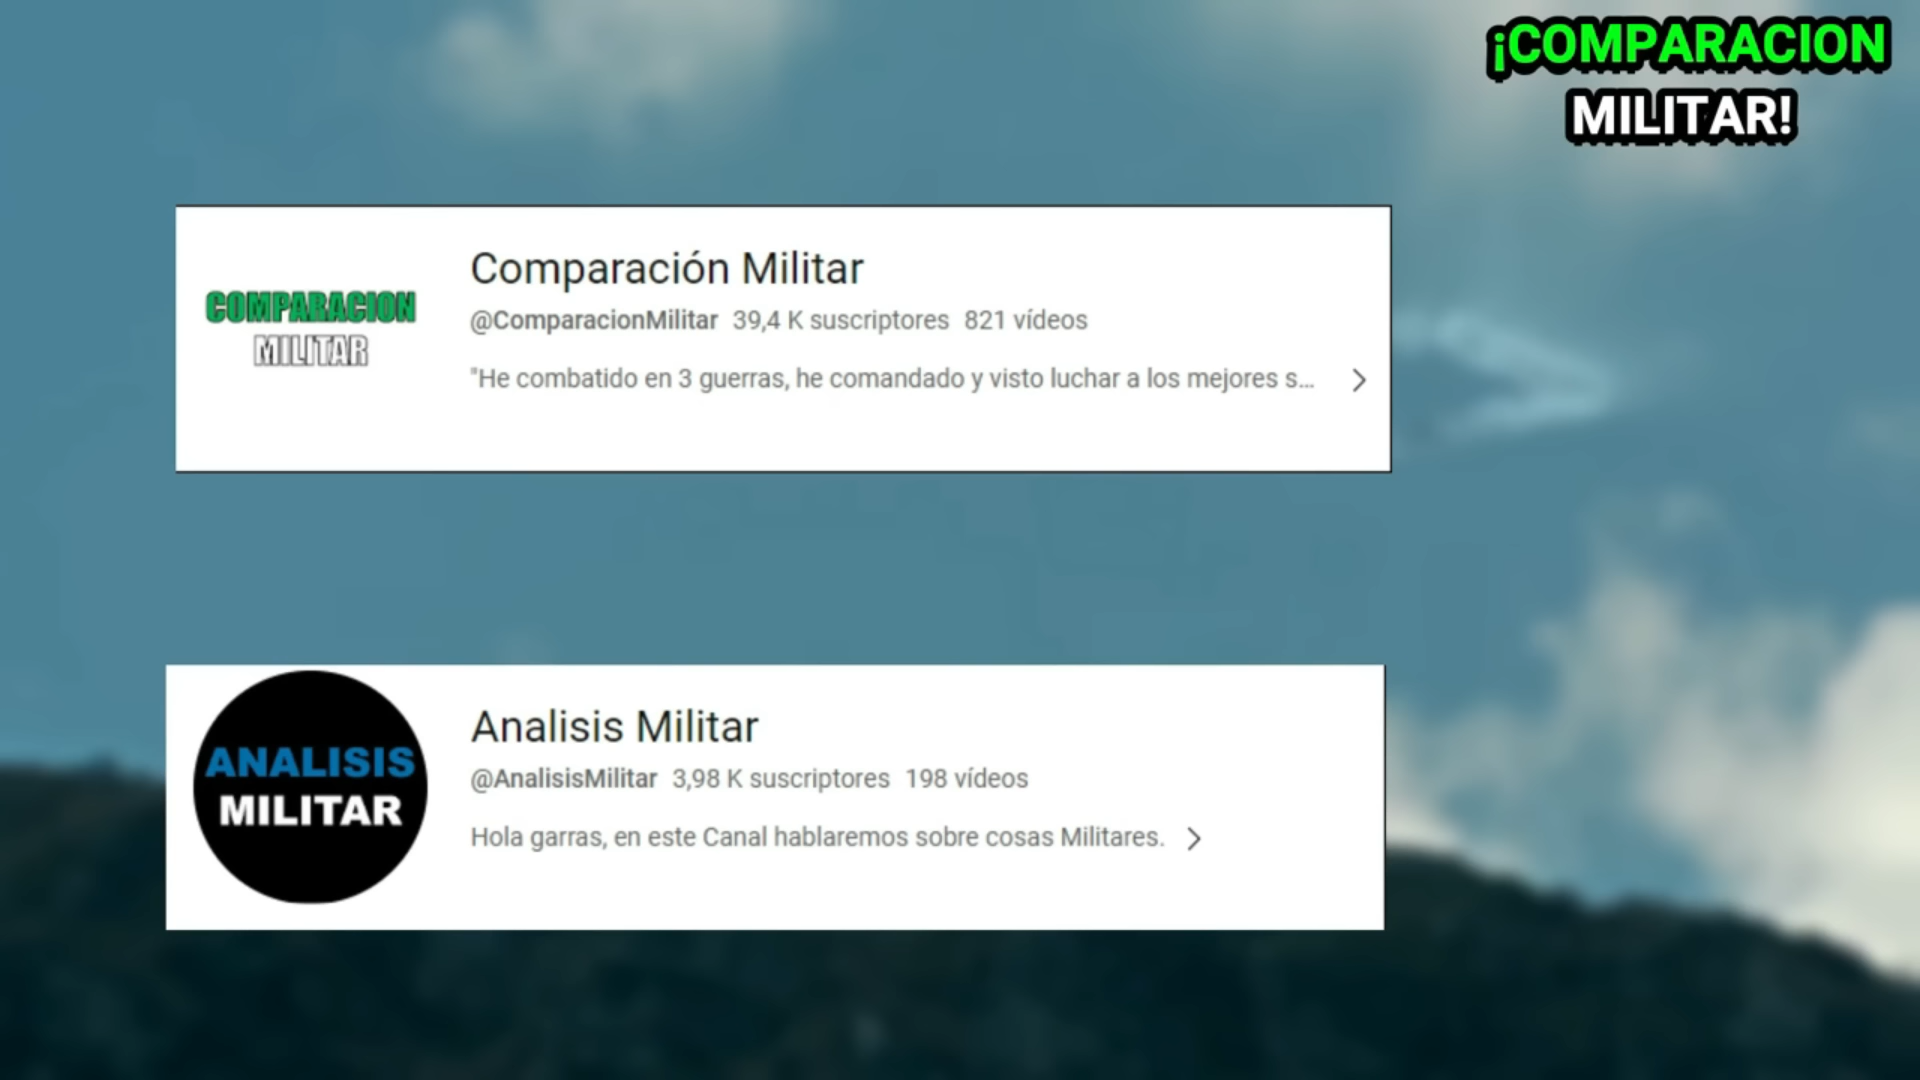 ¡COMPARACION
MILITAR!
COMPARACION
MILITAR
Comparación Militar
@ComparacionMilitar 39,4 K suscriptores 821 vídeos
"He combatido en 3 guerras, he comandado y visto luchar a los mejores s...
ANALISIS
MILITAR
Analisis Militar
@AnalisisMilitar 3,98 K suscriptores 198 vídeos
Hola garras, en este Canal hablaremos sobre cosas Militares.